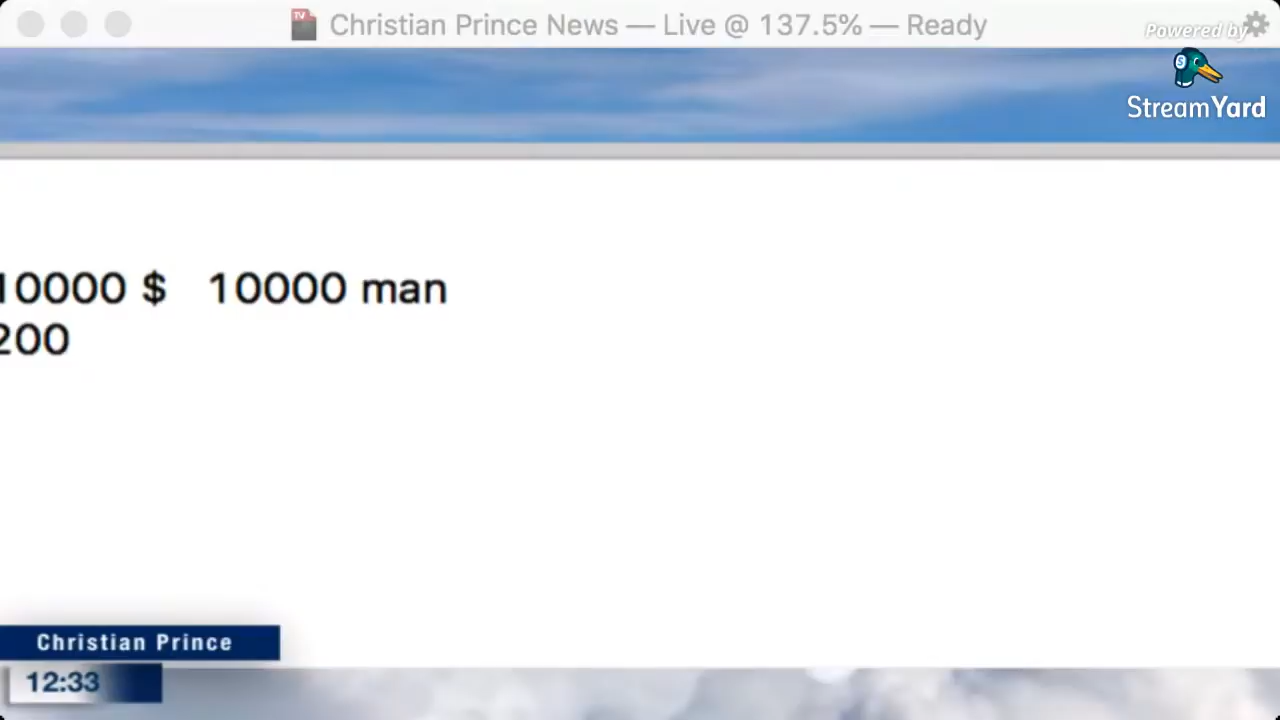 Christian Prince News — Live @ 137.5% — Ready
Powered by
StreamYard
10000 $ 10000 man
200
Christian Prince
12:33